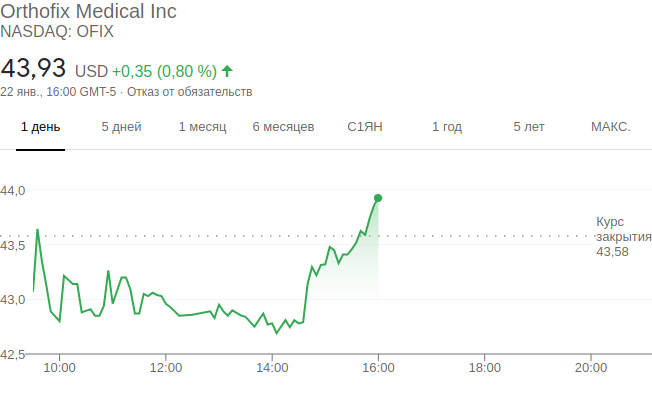 Orthofix Medical Inc
NASDAQ: OFIX
43,93 USD +0,35 (0,80 %)
22 янв., 16:00 GMT-5 · Отказ от обязательств
1 день 5 дней 1 месяц 6 месяцев С1ЯН 1 год 5 лет МАКС.
44,0
Курс
закрытия
43,58
43,5
43,0
42,5
10:00 12:00 14:00 16:00 18:00 20:00